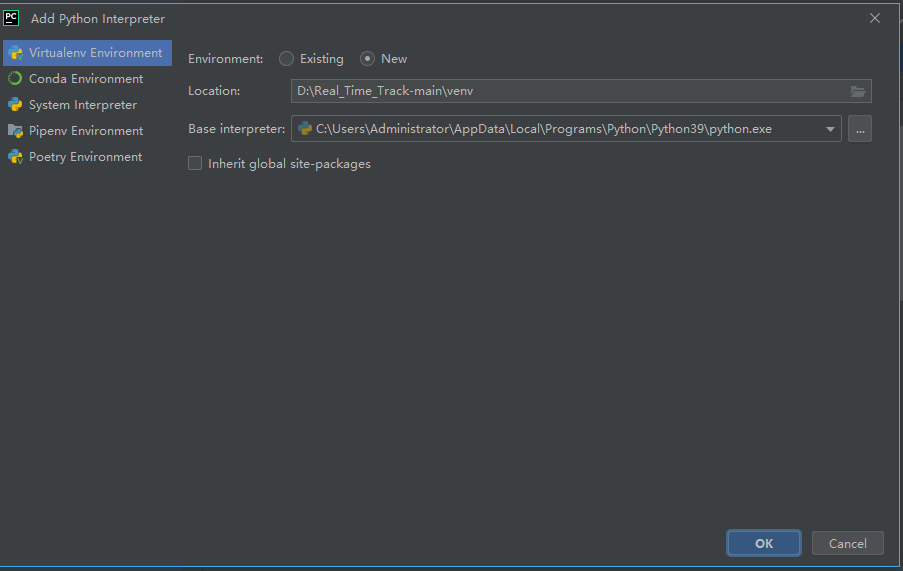 PC Add Python Interpreter
Virtualenv Environment
Conda Environment
System Interpreter
Pipenv Environment
Poetry Environment
Environment: Existing New
Location: D:\Real_Time_Track-main\venv
Base interpreter: C:\Users\Administrator\AppData\Local\Programs\Python\Python39\python.exe ...
Inherit global site-packages
OK Cancel